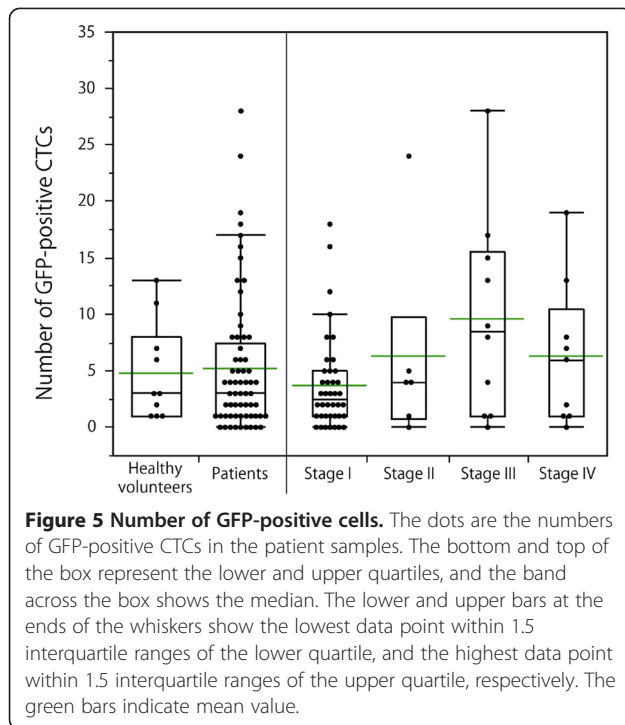 35
30
25
20
15
10
5
0
Number of GFP-positive CTCs
Healthy
volunteers
Patients
Stage I
Stage II
Stage III
Stage IV
Figure 5 Number of GFP-positive cells. The dots are the numbers
of GFP-positive CTCs in the patient samples. The bottom and top of
the box represent the lower and upper quartiles, and the band
across the box shows the median. The lower and upper bars at the
ends of the whiskers show the lowest data point within 1.5
interquartile ranges of the lower quartile, and the highest data point
within 1.5 interquartile ranges of the upper quartile, respectively. The
green bars indicate mean value.